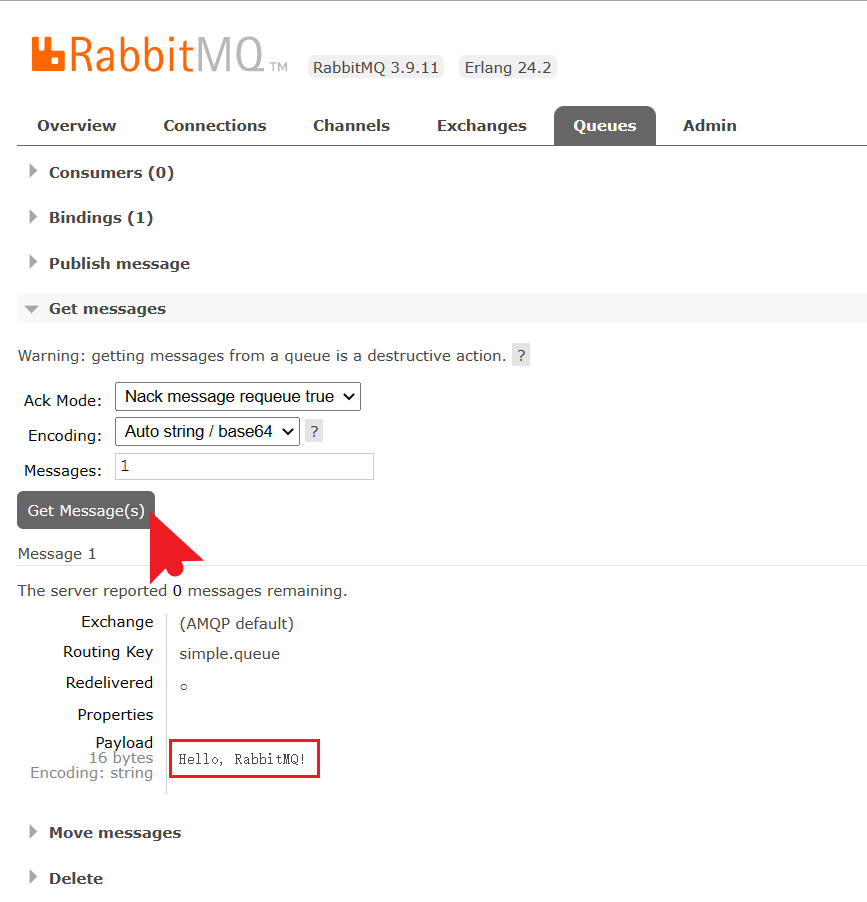 RabbitMQ TM RabbitMQ 3.9.11 Erlang 24.2
Overview Connections Channels Exchanges Queues Admin
Consumers (0)
Bindings (1)
Publish message
Get messages
Warning: getting messages from a queue is a destructive action. ?
Ack Mode: Nack message requeue true
Encoding: Auto string / base64 ?
Messages: 1
Get Message(s)
Message 1
The server reported 0 messages remaining.
Exchange (AMQP default)
Routing Key simple.queue
Redelivered ○
Properties
Payload
16 bytes
Encoding: string
Hello, RabbitMQ!
Move messages
Delete